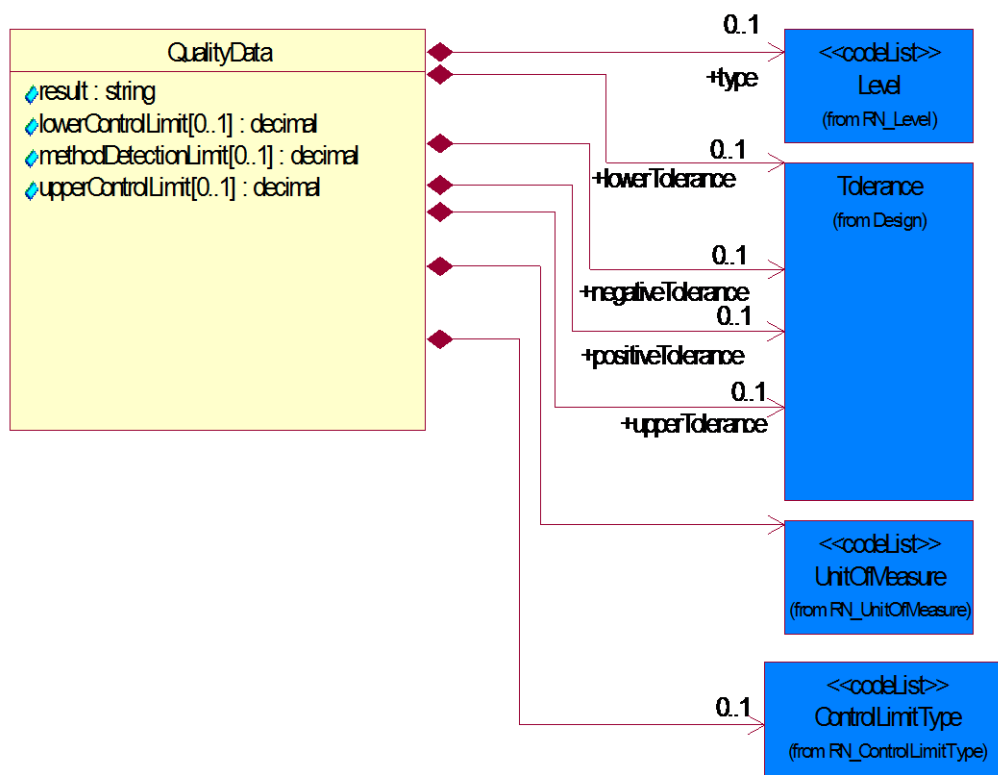 QualityData
result : string
lowerControlLimit[0..1] : decimal
methodDetectionLimit[0..1] : decimal
upperControlLimit[0..1] : decimal
0..1
+type
<<codeList>>
Level
(from RN_Level)
0..1
+lowerTolerance
Tolerance
(from Design)
0..1
+negativeTolerance
0..1
+positiveTolerance
0..1
+upperTolerance
<<codeList>>
UnitOfMeasure
(from RN_UnitOfMeasure)
0..1
<<codeList>>
ControlLimitType
(from RN_ControlLimitType)